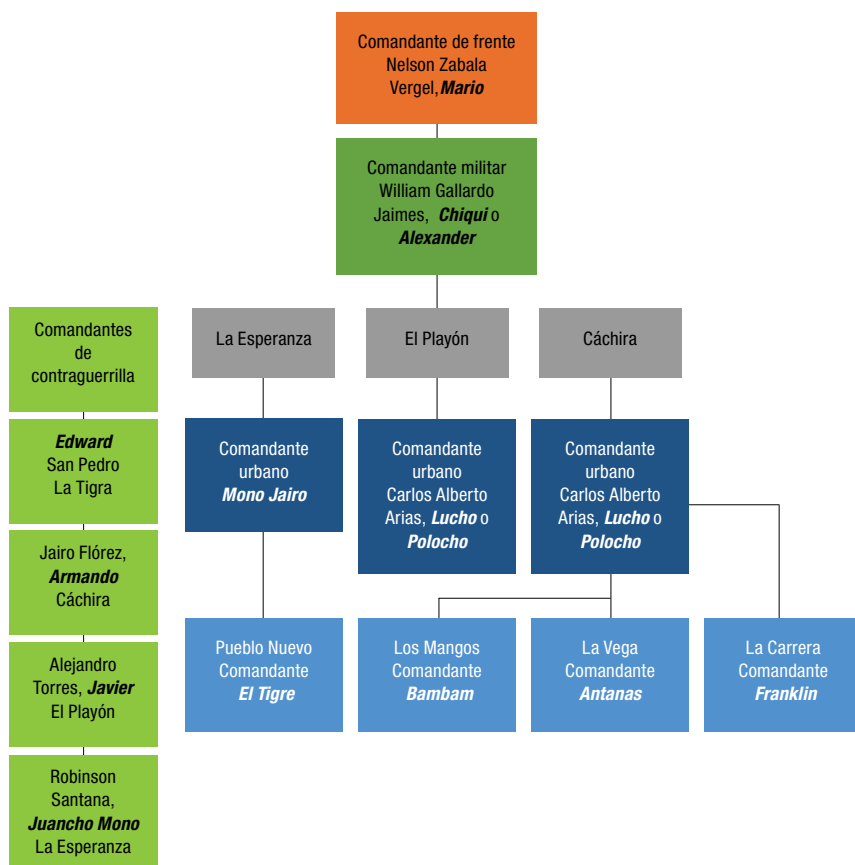 Comandante de frente
Nelson Zabala
Vergel,Mario
Comandante militar
William Gallardo
Jaimes, Chiqui o
Alexander
Comandantes
de
contraguerrilla
Edward
San Pedro
La Tigra
Jairo Flórez,
Armando
Cáchira
Alejandro
Torres, Javier
El Playón
Robinson
Santana,
Juancho Mono
La Esperanza
La Esperanza
El Playón
Cáchira
Comandante
urbano
Mono Jairo
Comandante
urbano
Carlos Alberto
Arias, Lucho o
Polocho
Comandante
urbano
Carlos Alberto
Arias, Lucho o
Polocho
Pueblo Nuevo
Comandante
El Tigre
Los Mangos
Comandante
Bambam
La Vega
Comandante
Antanas
La Carrera
Comandante
Franklin